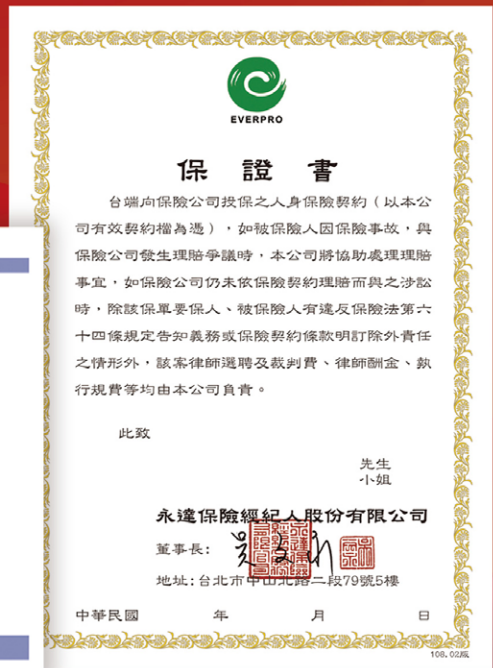 EVERPRO
保證書
台端向保險公司投保之人身保險契約(以本公
司有效契約檔為憑),如被保險人因保險事故,與
保險公司發生理賠爭議時,本公司將協助處理理賠
事宜,如保險公司仍未依保險契約理賠而與之涉訟
時,除該保單要保人、被保險人有違反保險法第六
十四條規定告知義務或保險契約條款明訂除外責任
之情形外,該案律師選聘及裁判費、律師酬金、執
行規費等均由本公司負責。
此致
先生
小姐
永達保險經紀人股份有限公司
董事長:
地址:台北市中山北路二段79號5樓
中華民國 年 月 日
108.02版